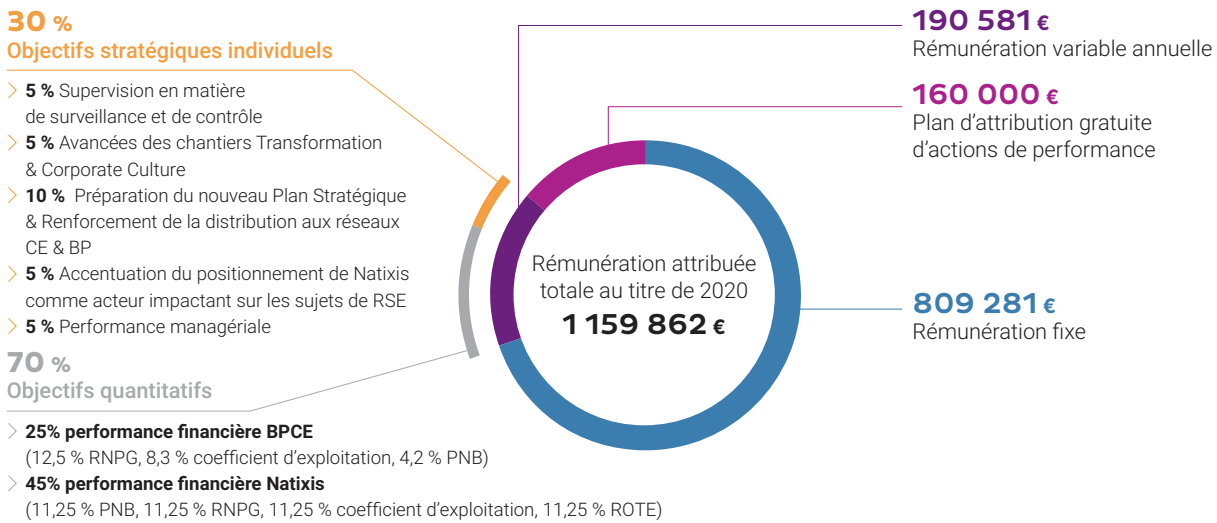 30 %
Objectifs stratégiques individuels
> 5 % Supervision en matière
de surveillance et de contrôle
> 5 % Avancées des chantiers Transformation
& Corporate Culture
> 10 % Préparation du nouveau Plan Stratégique
& Renforcement de la distribution aux réseaux
CE & BP
> 5 % Accentuation du positionnement de Natixis
comme acteur impactant sur les sujets de RSE
> 5 % Performance managériale
70 %
Objectifs quantitatifs
> 25% performance financière BPCE
(12,5 % RNPG, 8,3 % coefficient d'exploitation, 4,2 % PNB)
> 45% performance financière Natixis
(11,25 % PNB, 11,25 % RNPG, 11,25 % coefficient d'exploitation, 11,25 % ROTE)
Rémunération attribuée
totale au titre de 2020
1 159 862 €
190 581 €
Rémunération variable annuelle
160 000 €
Plan d'attribution gratuite
d'actions de performance
809 281 €
Rémunération fixe